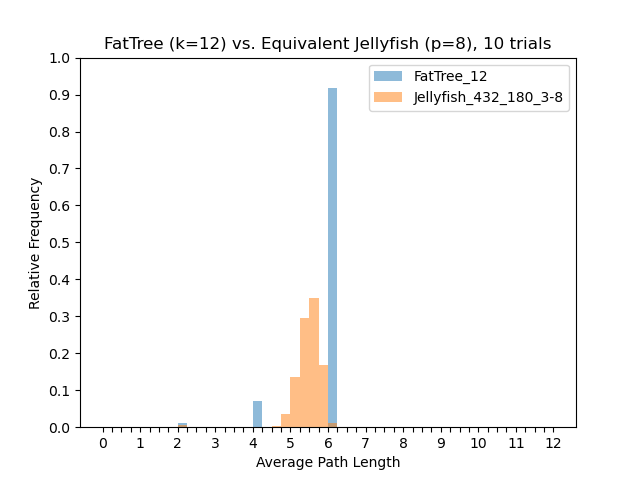 FatTree (k=12) vs. Equivalent Jellyfish (p=8), 10 trials
FatTree_12
Jellyfish_432_180_3-8
Relative Frequency
1.0
0.9
0.8
0.7
0.6
0.5
0.4
0.3
0.2
0.1
0.0
0 1 2 3 4 5 6 7 8 9 10 11 12
Average Path Length